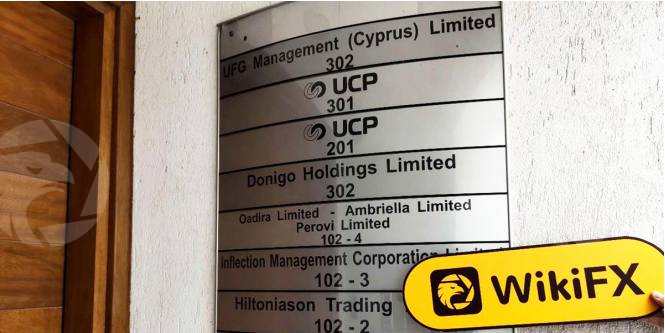 UFG Management (Cyprus) Limited
302
UCP
301
UCP
201
Donigo Holdings Limited
302
Oadira Limited - Ambriella Limited
Perovi Limited
102 - 4
Inflection Management Corporation Limited
102 - 3
Hiltoniason Trading
102 - 2
WikiFX